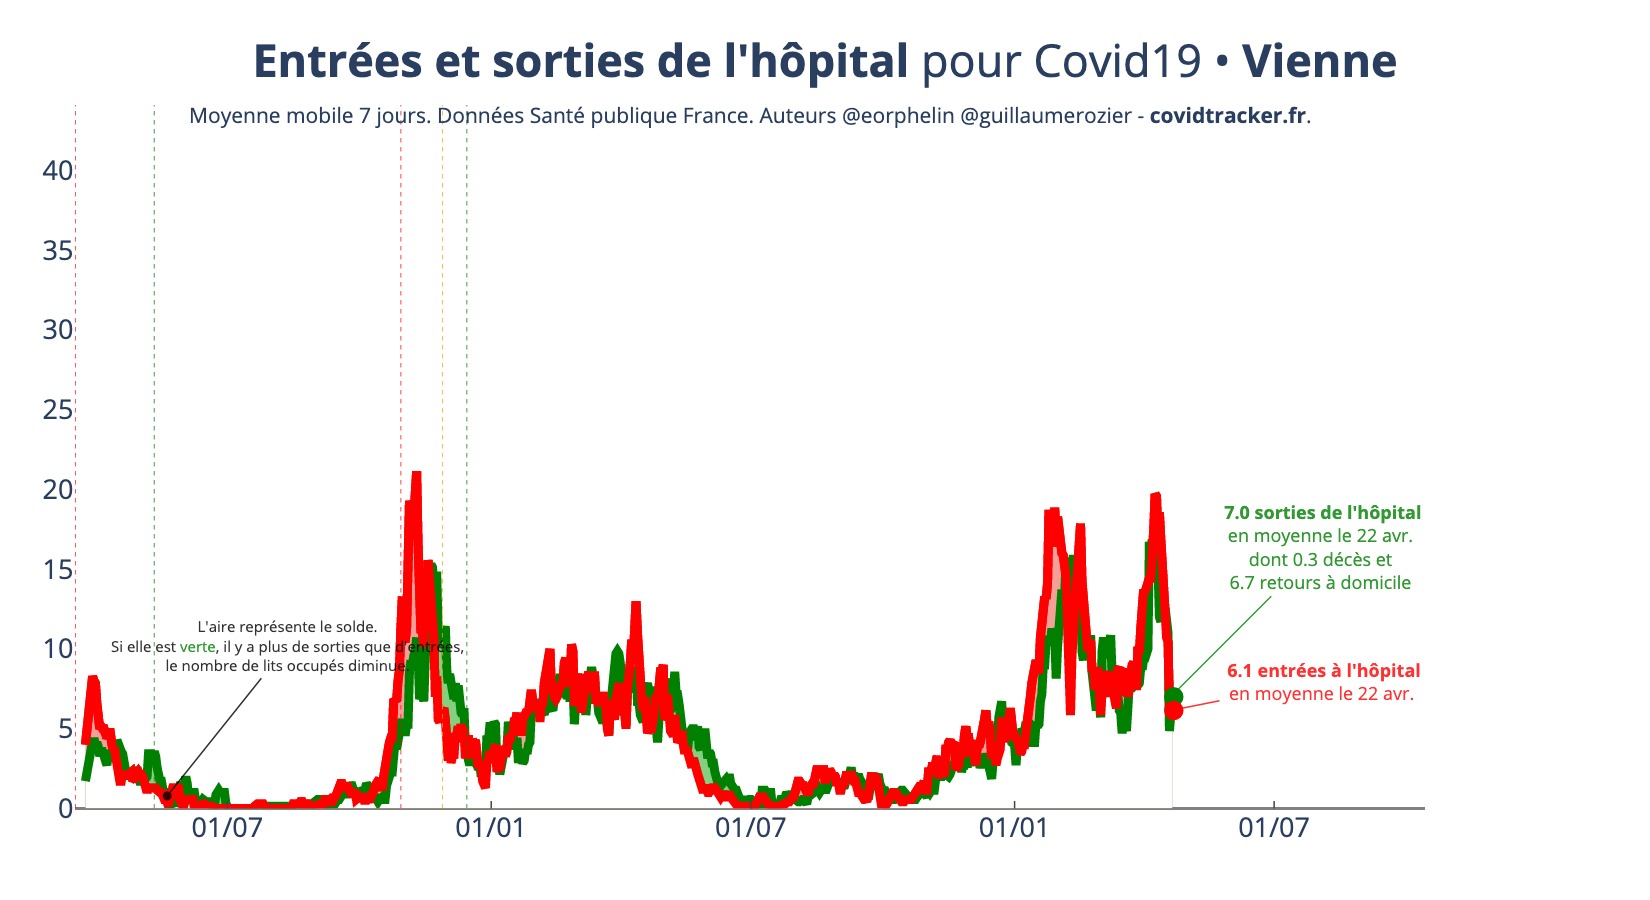 Entrées et sorties de l'hôpital pour Covid19 • Vienne
Moyenne mobile 7 jours. Données Santé publique France. Auteurs @eorphelin @guillaumerozier - covidtracker.fr.
40
35
30
25
20
15
10
5
0
L'aire représente le solde.
Si elle est verte, il y a plus de sorties que d'entrées,
le nombre de lits occupés diminue.
7.0 sorties de l'hôpital
en moyenne le 22 avr.
dont 0.3 décès et
6.7 retours à domicile
6.1 entrées à l'hôpital
en moyenne le 22 avr.
01/07
01/01
01/07
01/01
01/07